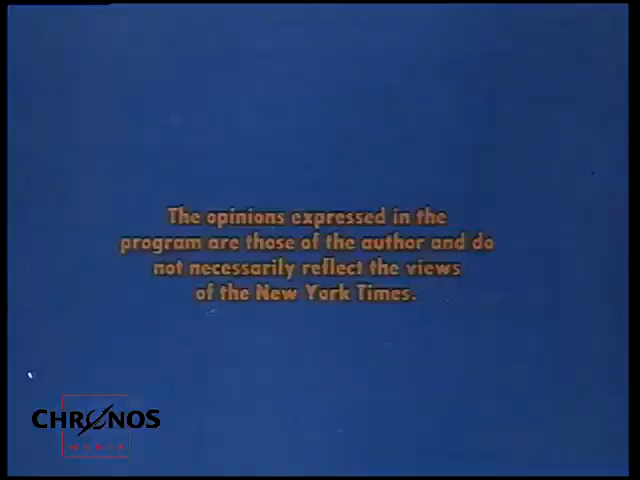 The opinions expressed in the
program are those of the author and do
not necessarily reflect the views
of the New York Times.
CHRONOS
MEDIA